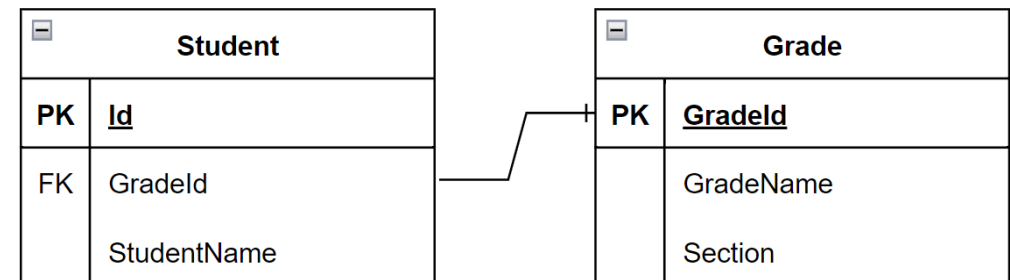 Student
PK Id
FK GradeId
StudentName
Grade
PK GradeId
GradeName
Section